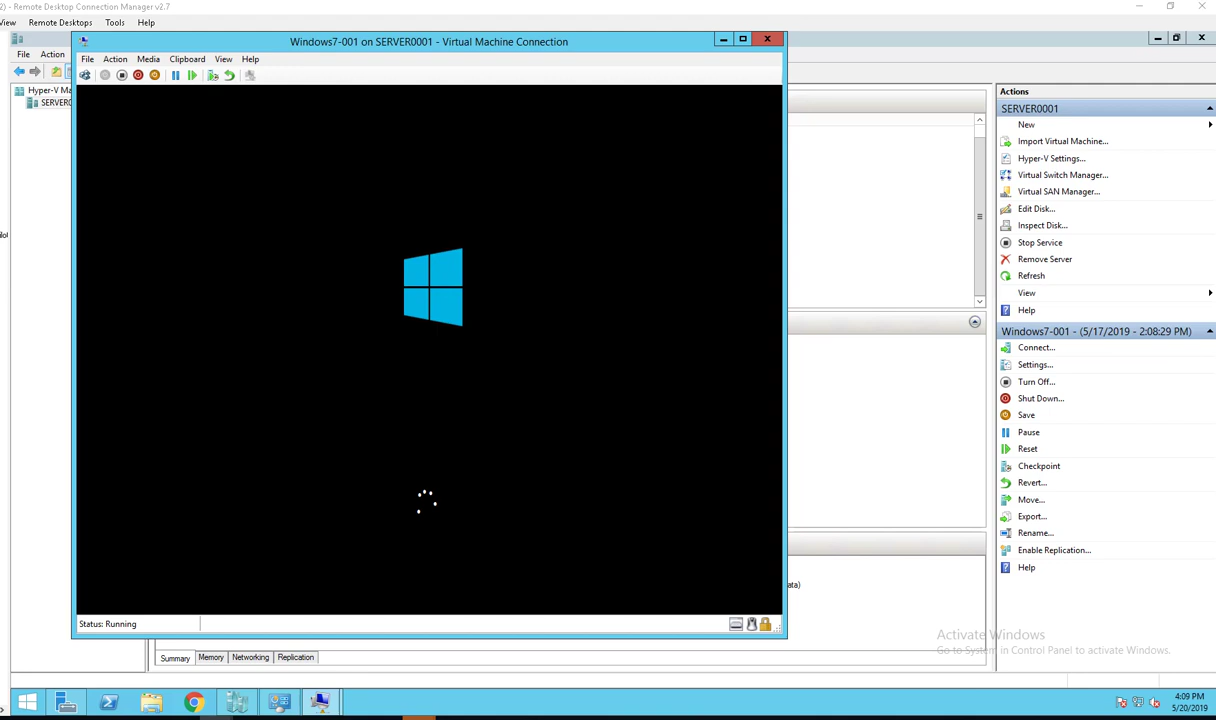 2) - Remote Desktop Connection Manager v2.7
View Remote Desktops Tools Help
Windows7-001 on SERVER0001 - Virtual Machine Connection
File Action
File Action Media Clipboard View Help
Hyper-V Ma
SERVER0
Actions
SERVER0001
New
Import Virtual Machine...
Hyper-V Settings...
Virtual Switch Manager...
Virtual SAN Manager...
Edit Disk...
Inspect Disk...
Stop Service
Remove Server
Refresh
View
Help
Windows7-001 - (5/17/2019 - 2:08:29 PM)
Connect...
Settings...
Turn Off...
Shut Down...
Save
Pause
Reset
Checkpoint
Revert...
Move...
Export...
Rename...
Enable Replication...
Help
ata)
Status: Running
Summary Memory Networking Replication
Activate Windows
Go to System in Control Panel to activate Windows.
4:09 PM
5/20/2019